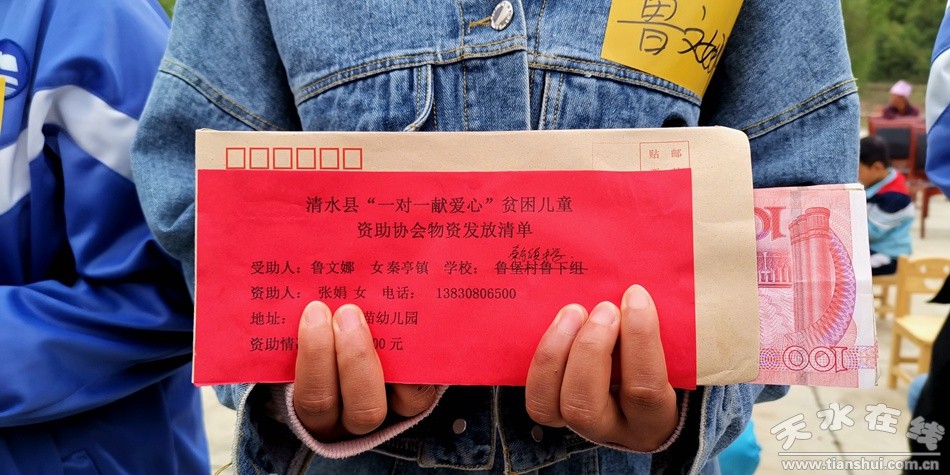 鲁文娜
贴 邮
清水县“一对一献爱心”贫困儿童
资助协会物资发放清单
受助人：鲁文娜 女秦亭镇 学校：鲁堡村鲁下组
资助人：张娟 女 电话：13830806500
地址：苗幼儿园
资助情00元
100
100
天水在线
www.tianshui.com.cn